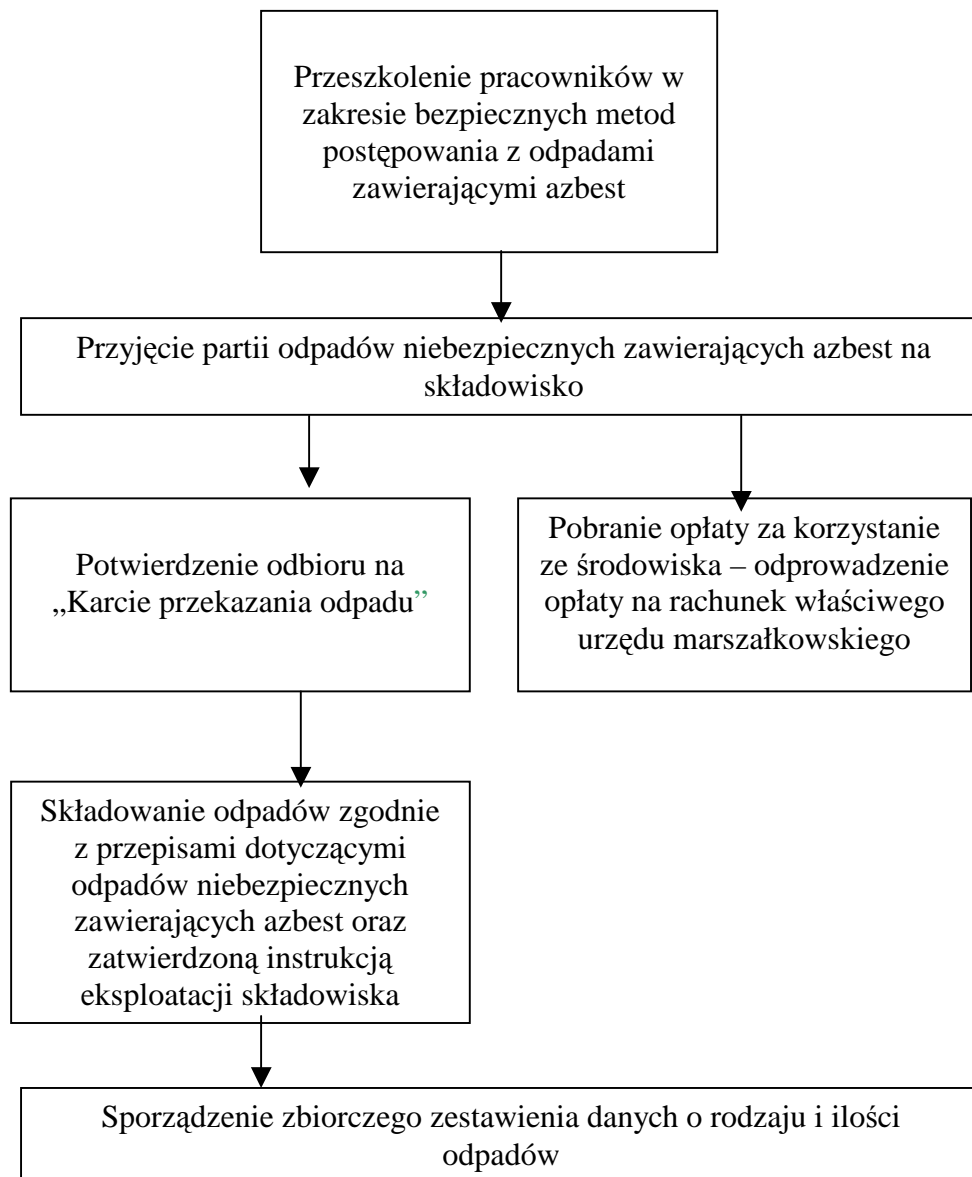 Przeszkolenie pracowników w
zakresie bezpiecznych metod
postępowania z odpadami
zawierającymi azbest
Przyjęcie partii odpadów niebezpiecznych zawierających azbest na
składowisko
Potwierdzenie odbioru na
„Karcie przekazania odpadu”
Pobranie opłaty za korzystanie
ze środowiska – odprowadzenie
opłaty na rachunek właściwego
urzędu marszałkowskiego
Składowanie odpadów zgodnie
z przepisami dotyczącymi
odpadów niebezpiecznych
zawierających azbest oraz
zatwierdzoną instrukcją
eksploatacji składowiska
Sporządzenie zbiorczego zestawienia danych o rodzaju i ilości
odpadów